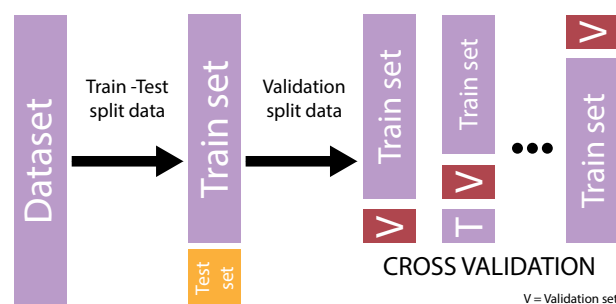 Dataset
Train -Test
split data
Train set
Test
set
Validation
split data
Train set
V
Train set
V
T
V
Train set
CROSS VALIDATION
V = Validation set